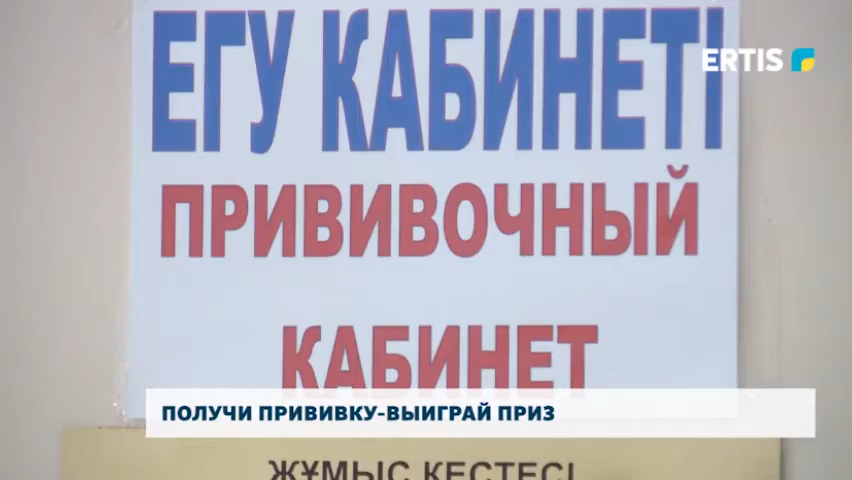 ЕГУ КАБИНЕТІ
ERTIS
ПРИВИВОЧНЫЙ
КАБИНЕТ
ПОЛУЧИ ПРИВИВКУ-ВЫИГРАЙ ПРИЗ
ЖҰМЫС КЕСТЕСІ